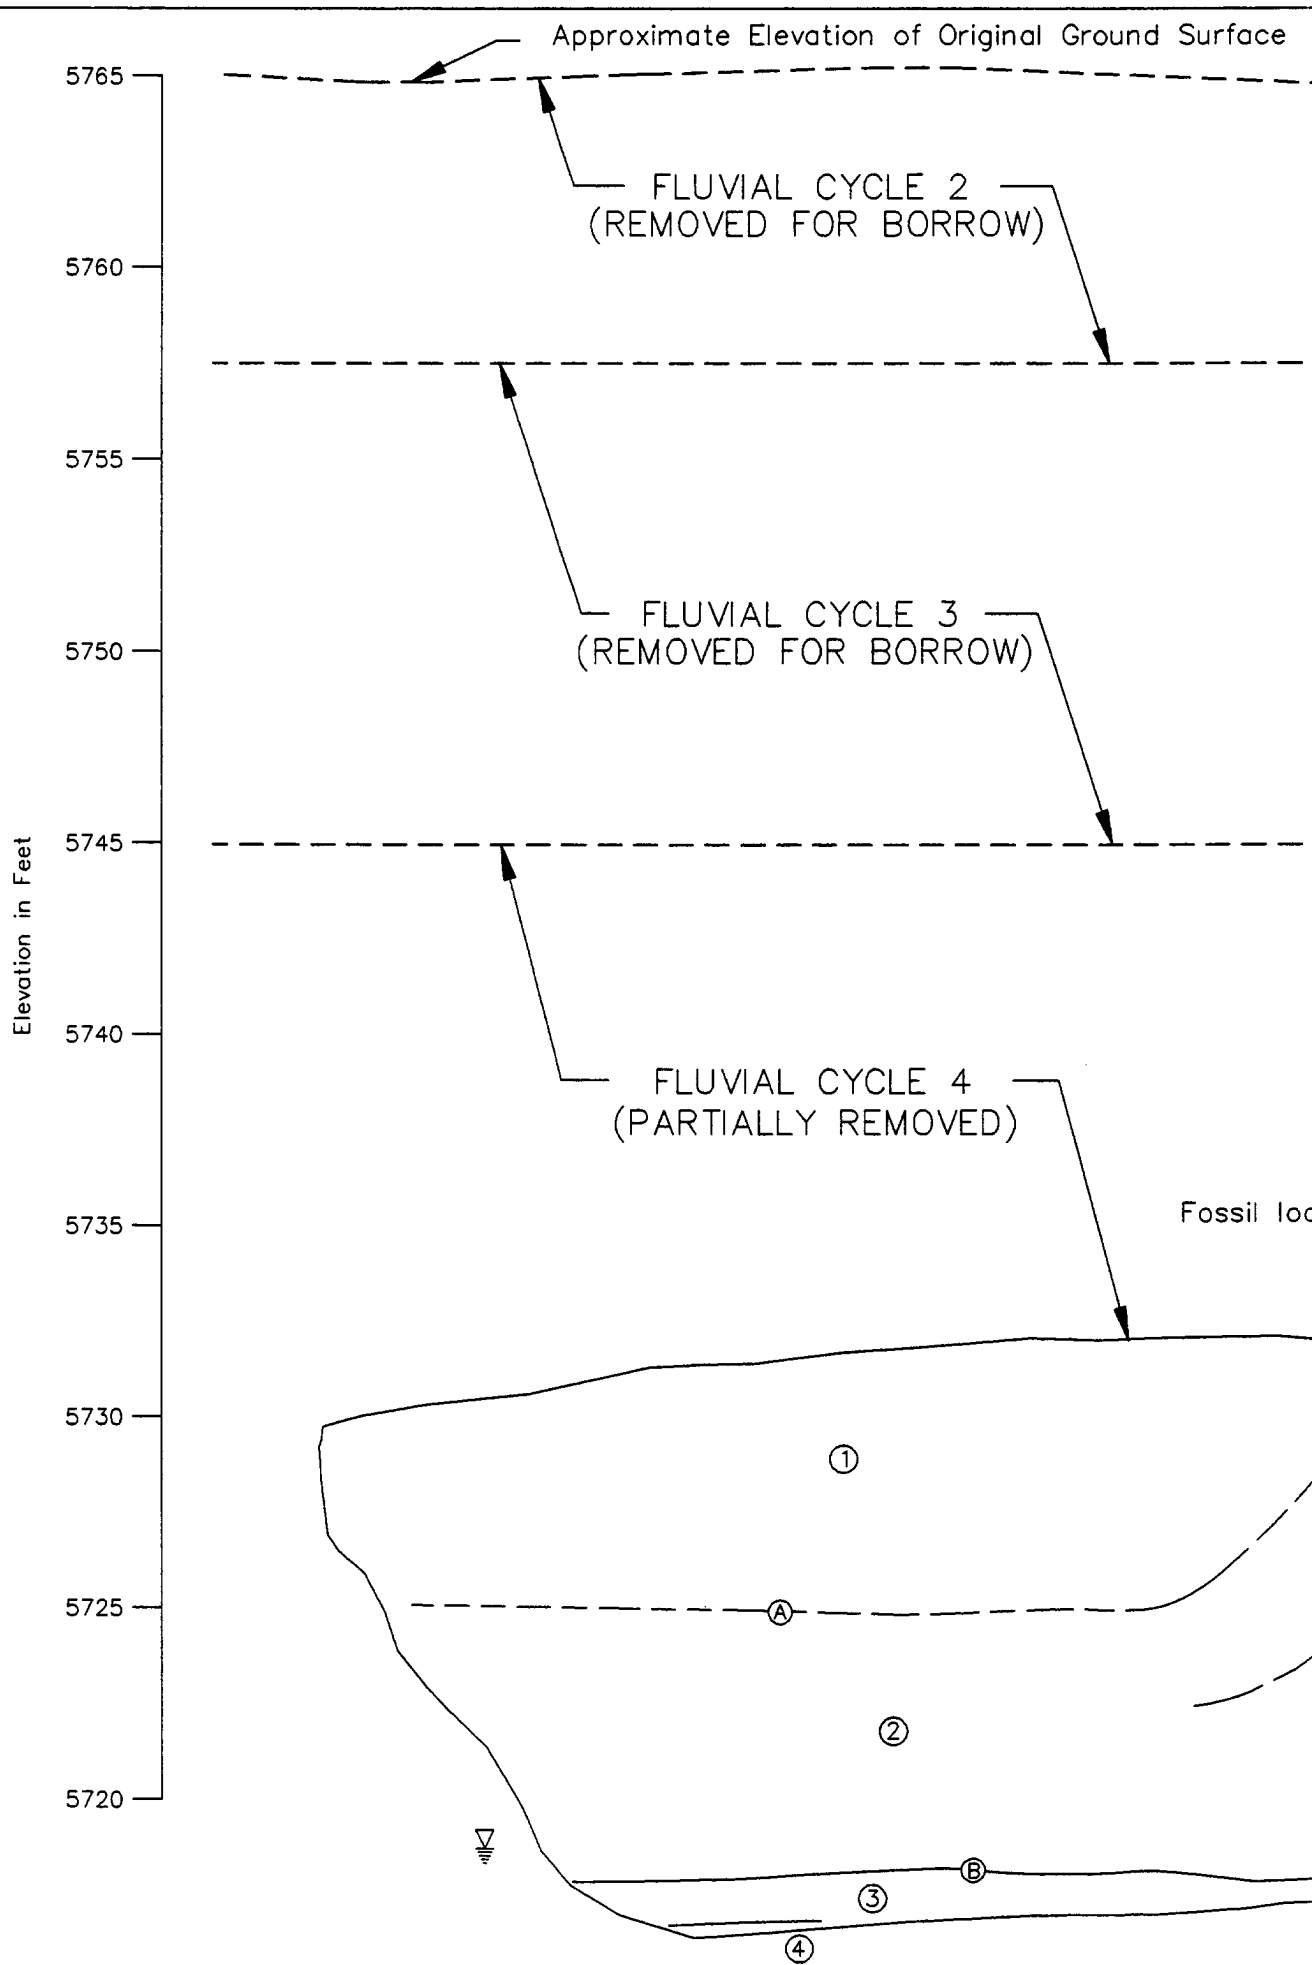 Approximate Elevation of Original Ground Surface
5765
FLUVIAL CYCLE 2
(REMOVED FOR BORROW)
5760
5755
FLUVIAL CYCLE 3
(REMOVED FOR BORROW)
5750
5745
Elevation in Feet
5740
FLUVIAL CYCLE 4
(PARTIALLY REMOVED)
5735
Fossil
5730
1
5725
A
2
5720
B
3
4